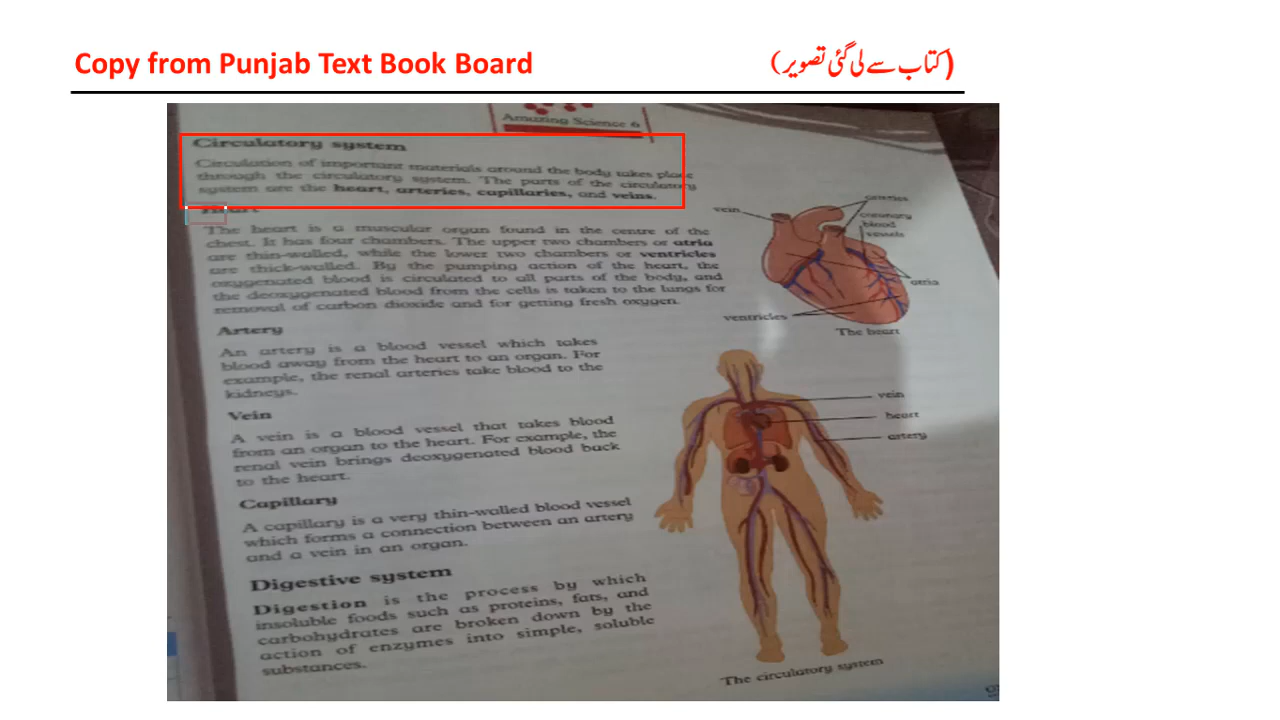 Copy from Punjab Text Book Board
(کتاب سے لی گئی تصویر)
Amazing Science 6
Circulatory system
Circulation of important materials around the body takes place
through the circulatory system. The parts of the circulatory
system are the heart, arteries, capillaries, and veins.
Heart
The heart is a muscular organ found in the centre of the
chest. It has four chambers. The upper two chambers or atria
are thin-walled, while the lower two chambers or ventricles
are thick-walled. By the pumping action of the heart, the
oxygenated blood is circulated to all parts of the body, and
the deoxygenated blood from the cells is taken to the lungs for
removal of carbon dioxide and for getting fresh oxygen.
vein
arteries
coronary
blood
vessels
atria
ventricles
The heart
Artery
An artery is a blood vessel which takes
blood away from the heart to an organ. For
example, the renal arteries take blood to the
kidneys.
Vein
A vein is a blood vessel that takes blood
from an organ to the heart. For example, the
renal vein brings deoxygenated blood back
to the heart.
Capillary
A capillary is a very thin-walled blood vessel
which forms a connection between an artery
and a vein in an organ.
Digestive system
Digestion is the process by which
insoluble foods such as proteins, fats, and
carbohydrates are broken down by the
action of enzymes into simple, soluble
substances.
vein
heart
artery
The circulatory system